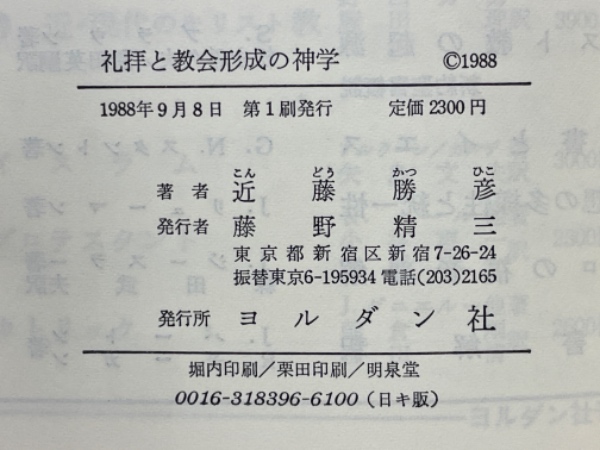 礼拝と教会形成の神学 ©1988
1988年9月8日 第1刷発行 定価2300円
こん どう かつ ひこ
著者 近藤勝彦
発行者 藤野精三
東京都新宿区新宿7-26-24
振替東京6-195934 電話(203)2165
発行所 ヨルダン社
堀内印刷／栗田印刷／明泉堂
0016-318396-6100（日キ販）